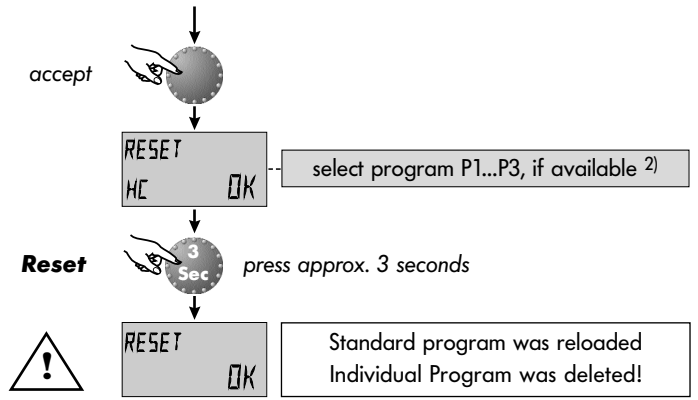 accept
RESET
HC OK
select program P1...P3, if available 2)
Reset
3
Sec
press approx. 3 seconds
!
RESET
OK
Standard program was reloaded
Individual Program was deleted!